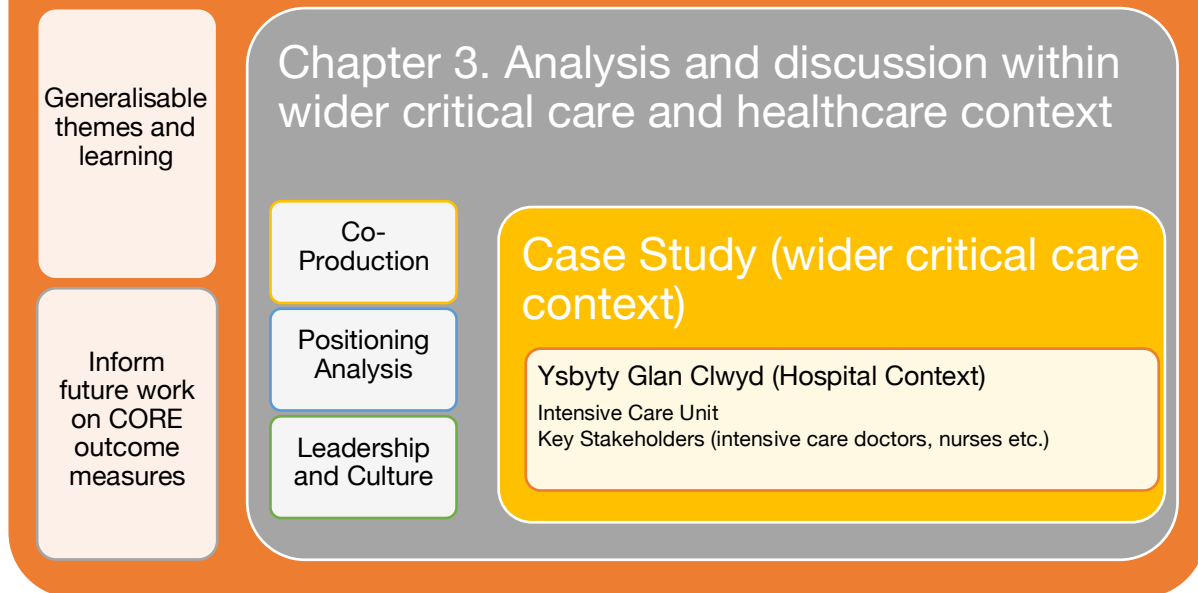 Generalisable
themes and
learning
Inform
future work
on CORE
outcome
measures
Chapter 3. Analysis and discussion within
wider critical care and healthcare context
Co-
Production
Positioning
Analysis
Leadership
and Culture
Case Study (wider critical care
context)
Ysbyty Glan Clwyd (Hospital Context)
Intensive Care Unit
Key Stakeholders (intensive care doctors, nurses etc.)